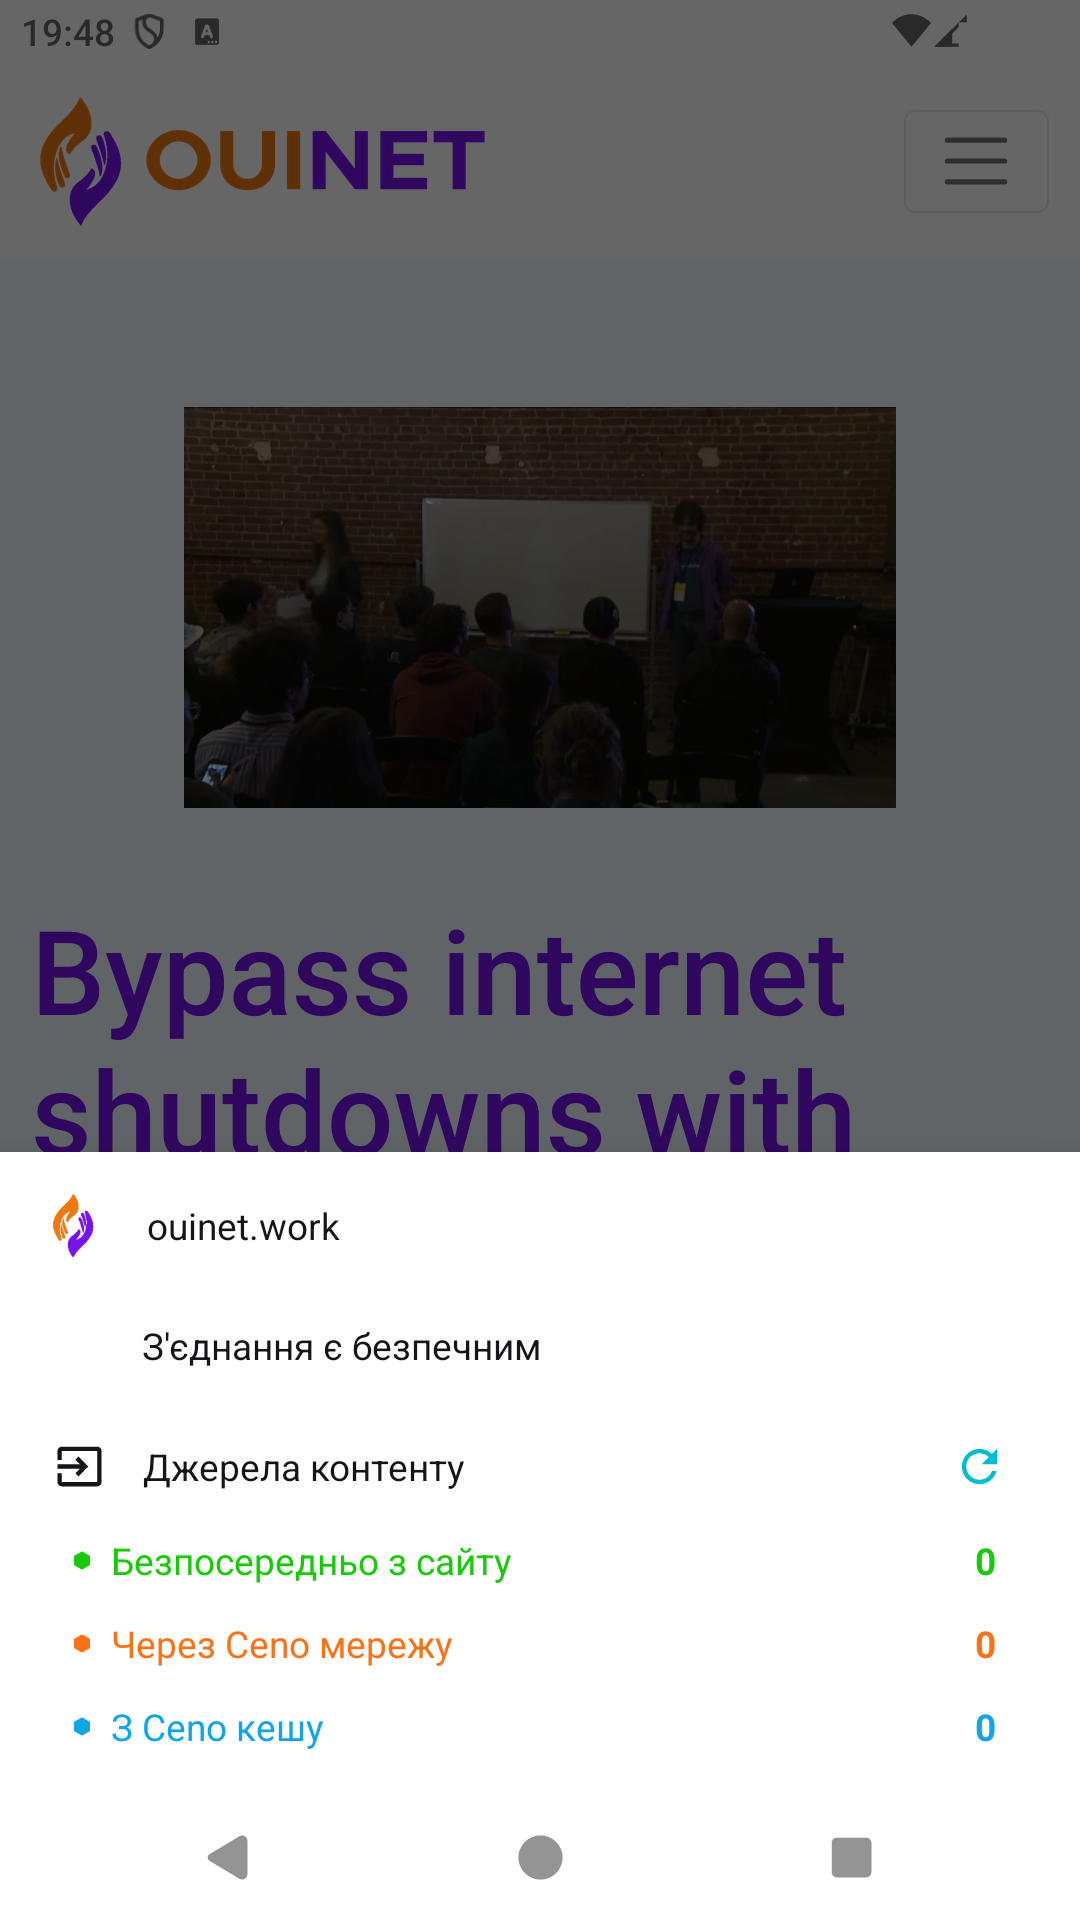 19:48
OUINET
Bypass internet
shutdowns with
ouinet.work
З'єднання є безпечним
Джерела контенту
Безпосередньо з сайту 0
Через Ceno мережу 0
З Ceno кешу 0